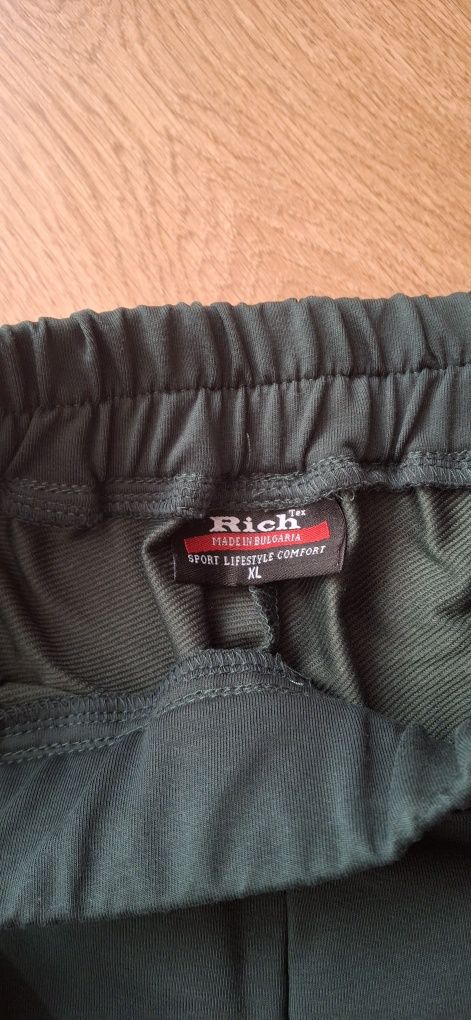 Rich Tex
MADE IN BULGARIA
SPORT LIFESTYLE COMFORT
XL